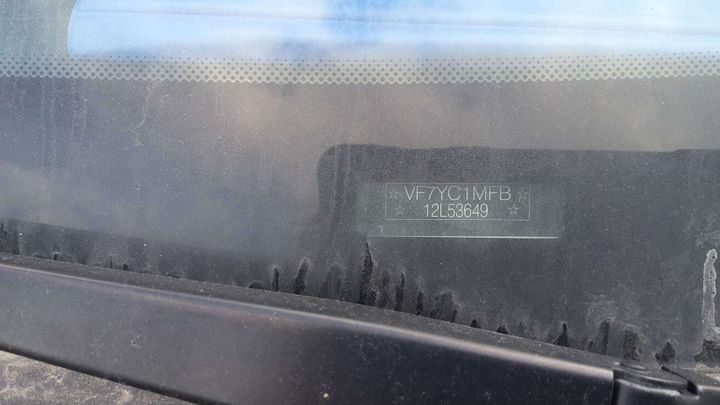 ☆VF7YC1MFB☆
☆ 12L53649 ☆